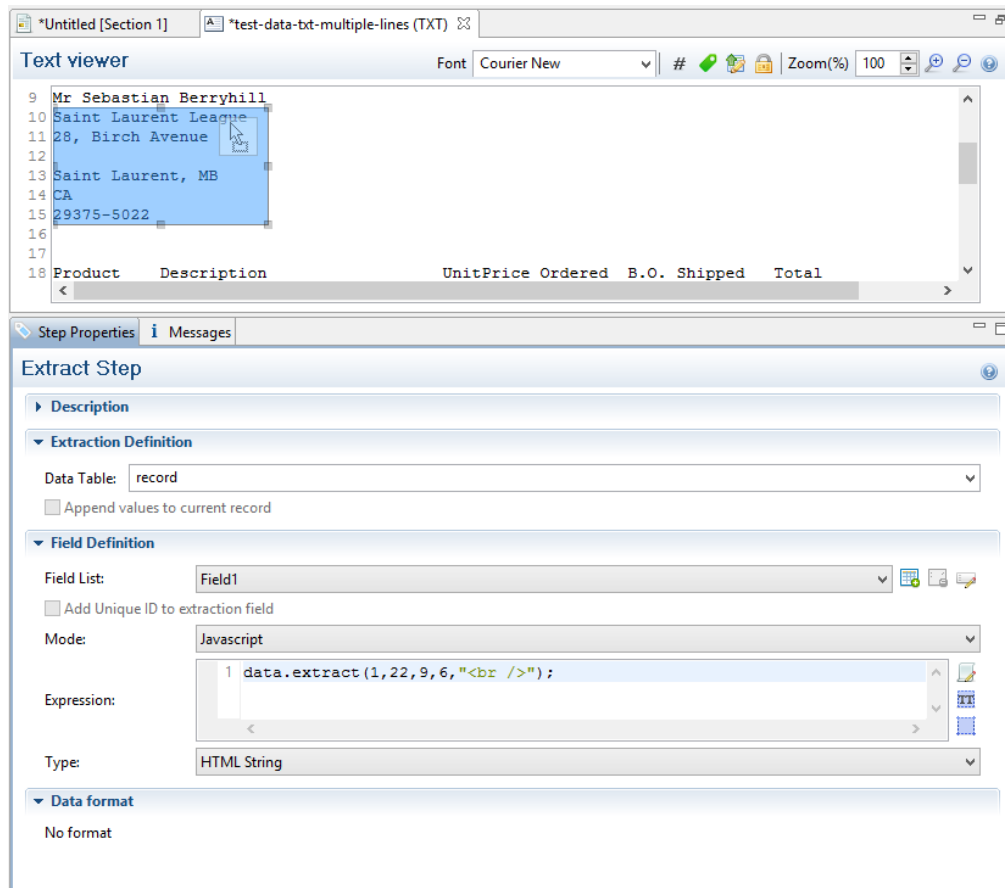 *Untitled [Section 1] *test-data-txt-multiple-lines (TXT)
Text viewer Font Courier New # Zoom(%) 100
9 Mr Sebastian Berryhill
10 Saint Laurent League
11 28, Birch Avenue
12
13 Saint Laurent, MB
14 CA
15 29375-5022
16
17
18 Product Description UnitPrice Ordered B.O. Shipped Total
Step Properties i Messages
Extract Step
Description
Extraction Definition
Data Table: record
Append values to current record
Field Definition
Field List: Field1
Add Unique ID to extraction field
Mode: Javascript
Expression: 1 data.extract(1,22,9,6,"<br />");
TT
Type: HTML String
Data format
No format